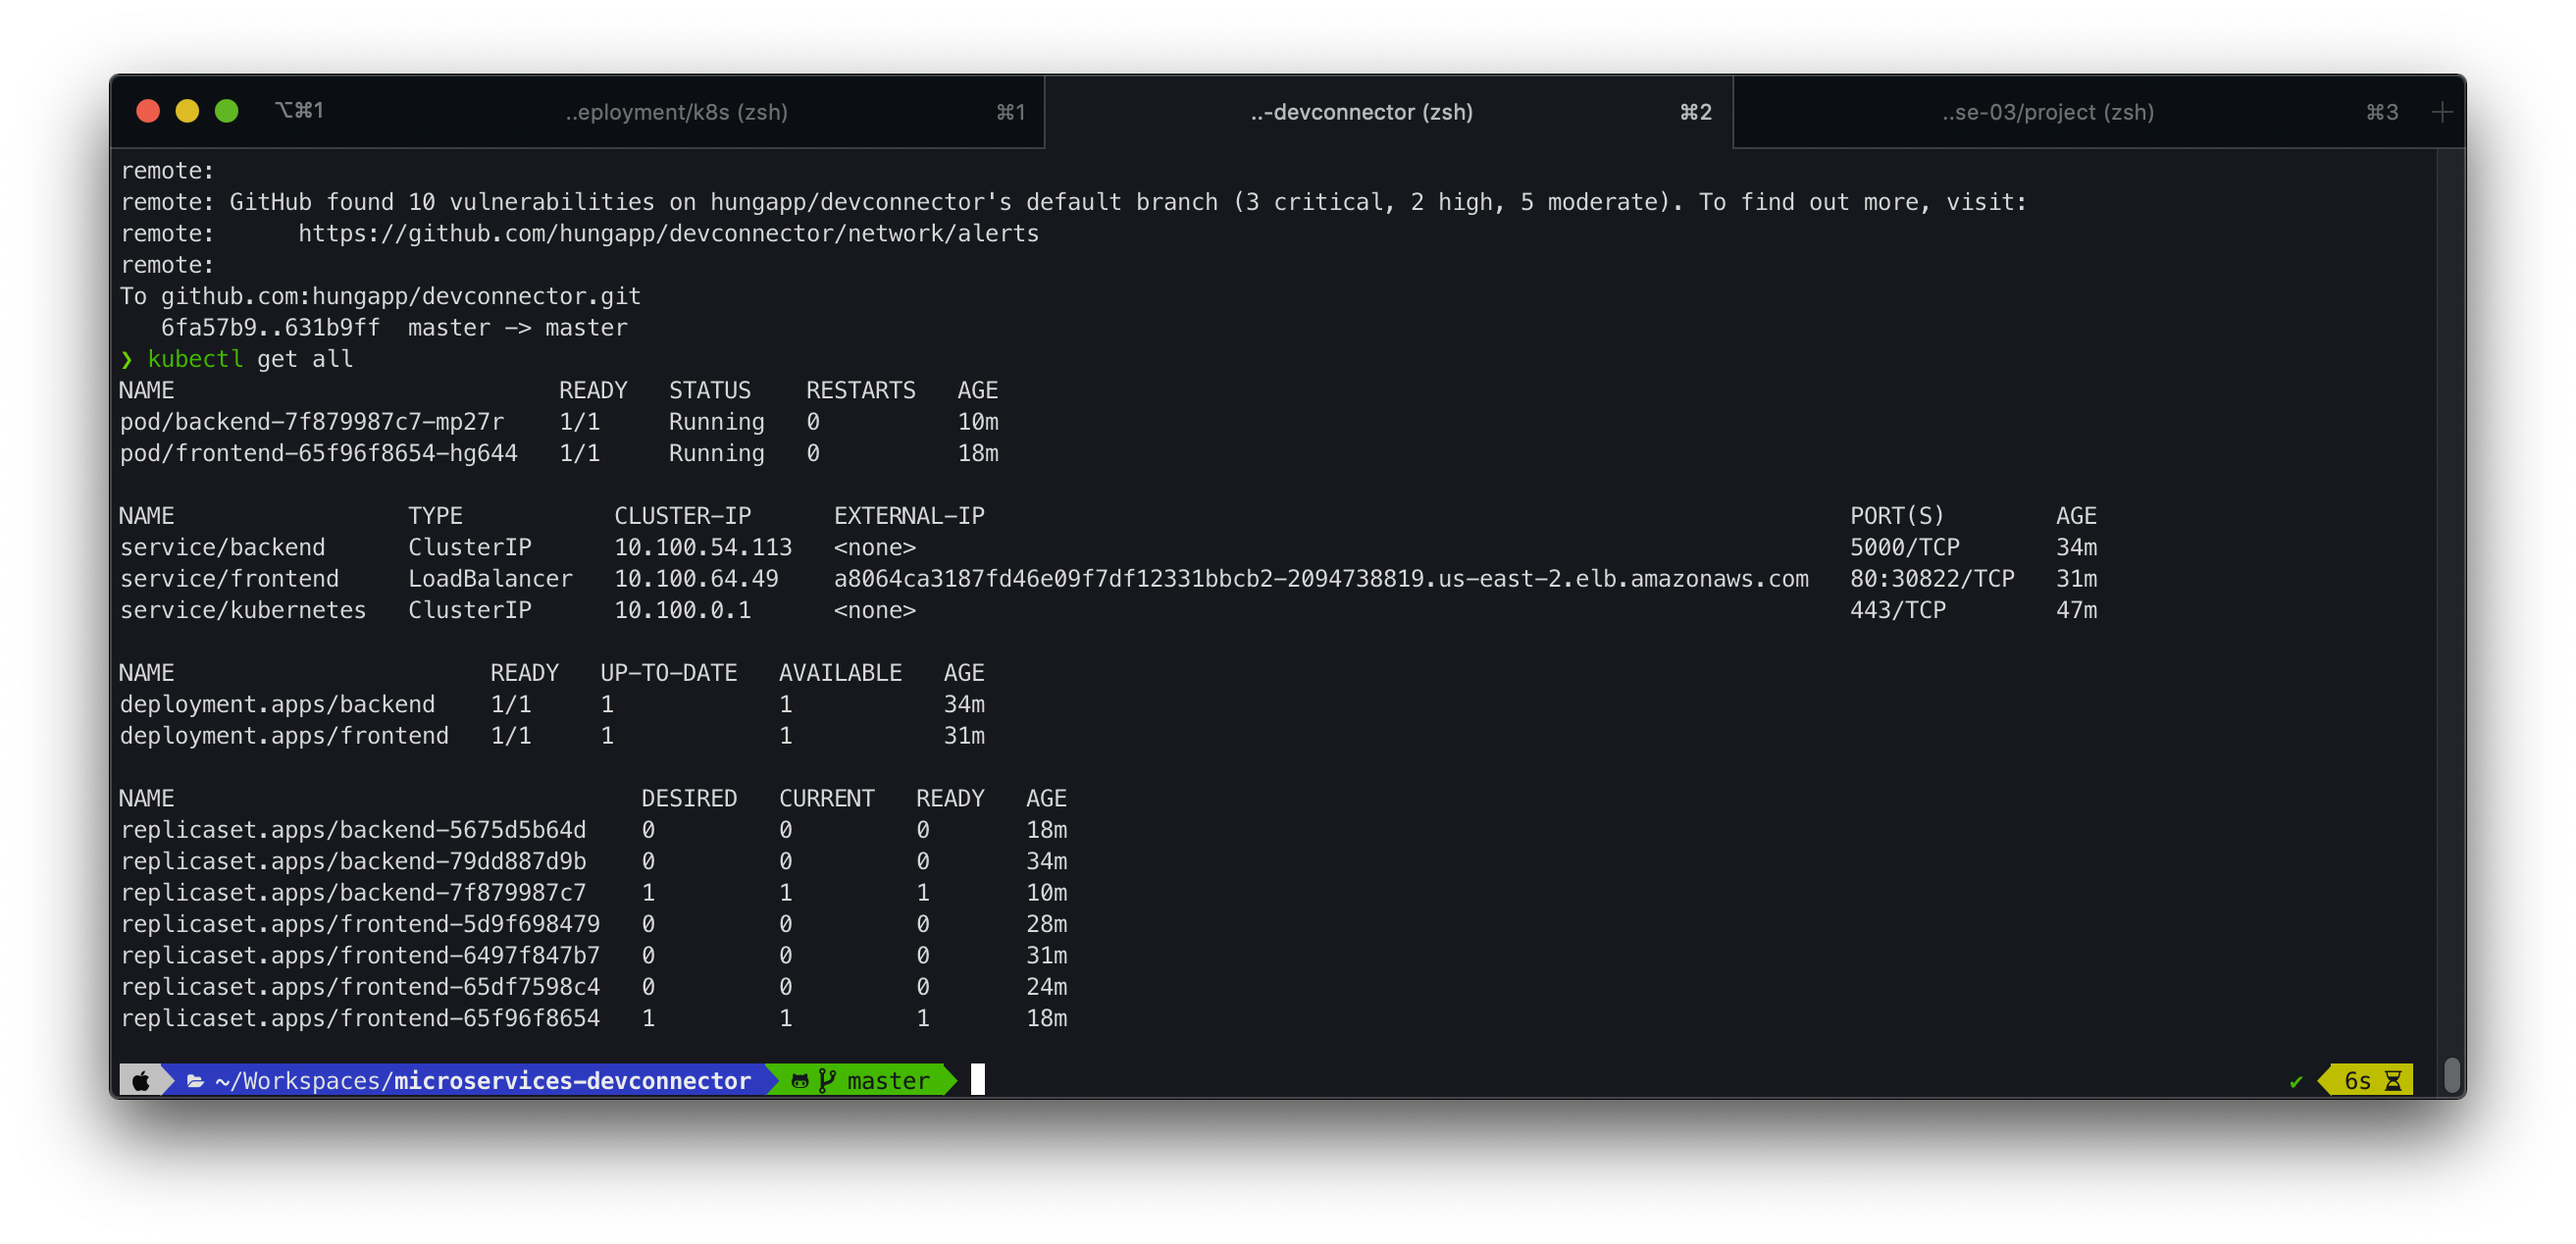 ⌥⌘1 ..eployment/k8s (zsh) ⌘1 ..-devconnector (zsh) ⌘2 ..se-03/project (zsh) ⌘3 +
remote:
remote: GitHub found 10 vulnerabilities on hungapp/devconnector's default branch (3 critical, 2 high, 5 moderate). To find out more, visit:
remote:      https://github.com/hungapp/devconnector/network/alerts
remote:
To github.com:hungapp/devconnector.git
   6fa57b9..631b9ff  master -> master
❯ kubectl get all
NAME                            READY   STATUS    RESTARTS   AGE
pod/backend-7f879987c7-mp27r    1/1     Running   0          10m
pod/frontend-65f96f8654-hg644   1/1     Running   0          18m
NAME                 TYPE           CLUSTER-IP      EXTERNAL-IP                                                               PORT(S)        AGE
service/backend      ClusterIP      10.100.54.113   <none>                                                                    5000/TCP       34m
service/frontend     LoadBalancer   10.100.64.49    a8064ca3187fd46e09f7df12331bbcb2-2094738819.us-east-2.elb.amazonaws.com   80:30822/TCP   31m
service/kubernetes   ClusterIP      10.100.0.1      <none>                                                                    443/TCP        47m
NAME                       READY   UP-TO-DATE   AVAILABLE   AGE
deployment.apps/backend    1/1     1            1           34m
deployment.apps/frontend   1/1     1            1           31m
NAME                                  DESIRED   CURRENT   READY   AGE
replicaset.apps/backend-5675d5b64d    0         0         0       18m
replicaset.apps/backend-79dd887d9b    0         0         0       34m
replicaset.apps/backend-7f879987c7    1         1         1       10m
replicaset.apps/frontend-5d9f698479   0         0         0       28m
replicaset.apps/frontend-6497f847b7   0         0         0       31m
replicaset.apps/frontend-65df7598c4   0         0         0       24m
replicaset.apps/frontend-65f96f8654   1         1         1       18m
~/Workspaces/microservices-devconnector master ✔ 6s